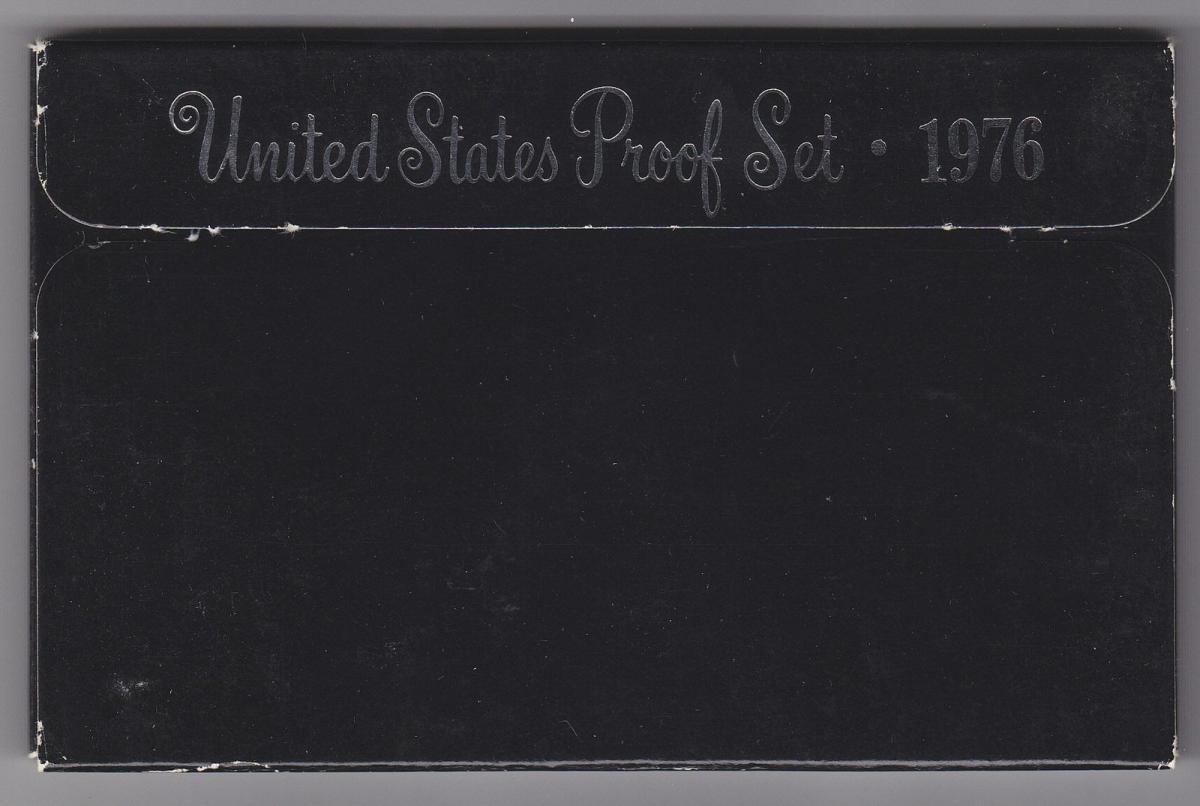 United States Proof Set • 1976